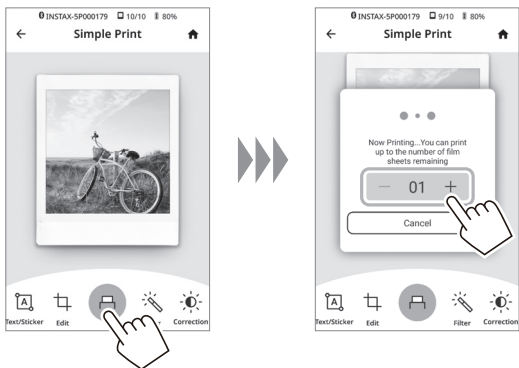 INSTAX-5P000179 10/10 80%
Simple Print
A
Text/Sticker Edit Correction
INSTAX-5P000179 9/10 80%
Simple Print
Now Printing...You can print
up to the number of film
sheets remaining
— 01 +
Cancel
A
Text/Sticker Edit Filter Correction